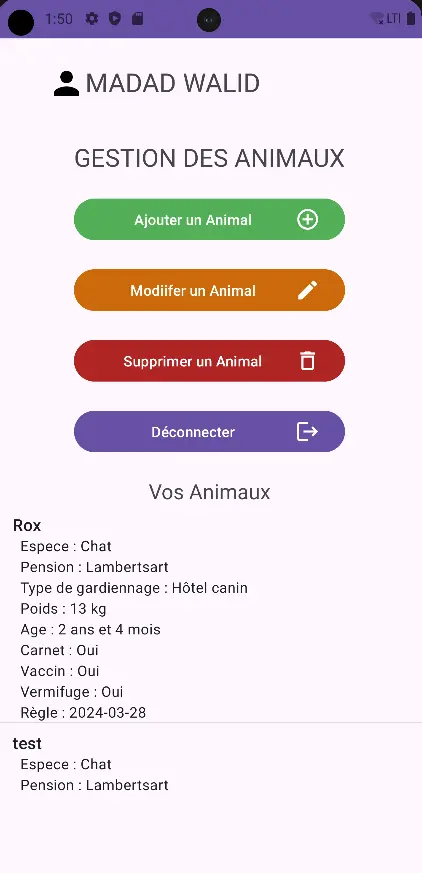 1:50
LTE
MADAD WALID
GESTION DES ANIMAUX
Ajouter un Animal
Modiifer un Animal
Supprimer un Animal
Déconnecter
Vos Animaux
Rox
Espece : Chat
Pension : Lambertsart
Type de gardiennage : Hôtel canin
Poids : 13 kg
Age : 2 ans et 4 mois
Carnet : Oui
Vaccin : Oui
Vermifuge : Oui
Règle : 2024-03-28
test
Espece : Chat
Pension : Lambertsart